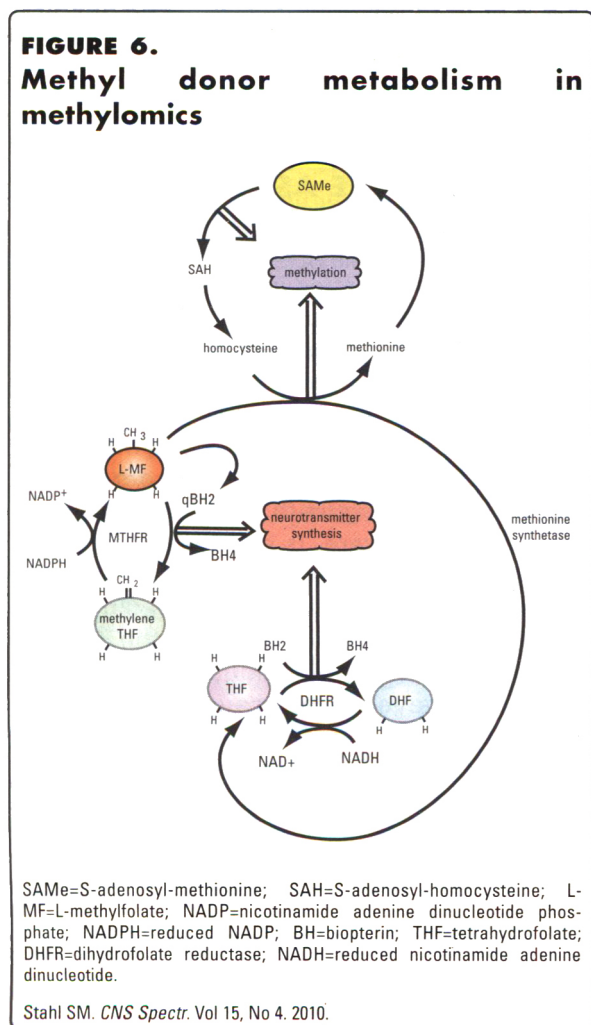 FIGURE 6.
Methyl donor metabolism in
methylomics
SAMe
SAH
methylation
homocysteine
methionine
CH 3
H
H
L-MF
H
H
NADP+
qBH2
neurotransmitter
synthesis
methionine
synthetase
MTHFR
BH4
NADPH
CH 2
H
H
methylene
THF
H
H
BH2
BH4
H
H
THF
DHFR
DHF
H
H
H
H
NAD+
NADH
SAMe=S-adenosyl-methionine; SAH=S-adenosyl-homocysteine; L-
MF=L-methylfolate; NADP=nicotinamide adenine dinucleotide phos-
phate; NADPH=reduced NADP; BH=biopterin; THF=tetrahydrofolate;
DHFR=dihydrofolate reductase; NADH=reduced nicotinamide adenine
dinucleotide.
Stahl SM. CNS Spectr. Vol 15, No 4. 2010.